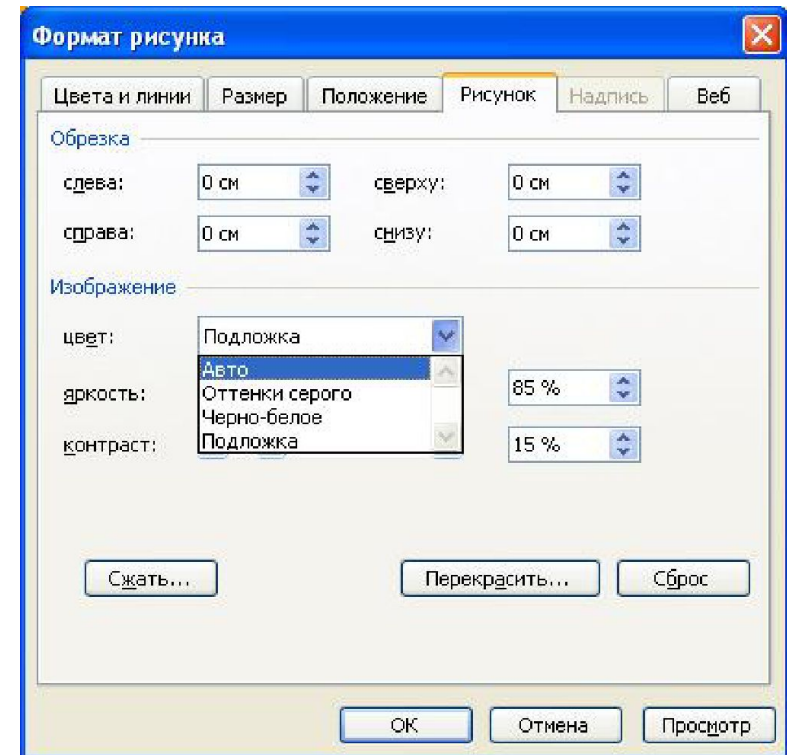 Формат рисунка
Цвета и линии Размер Положение Рисунок Надпись Веб
Обрезка
слева: 0 см сверху: 0 см
справа: 0 см снизу: 0 см
Изображение
цвет: Подложка
Авто
яркость: Оттенки серого 85 %
Черно-белое
контраст: Подложка 15 %
Сжать... Перекрасить... Сброс
ОК Отмена Просмотр